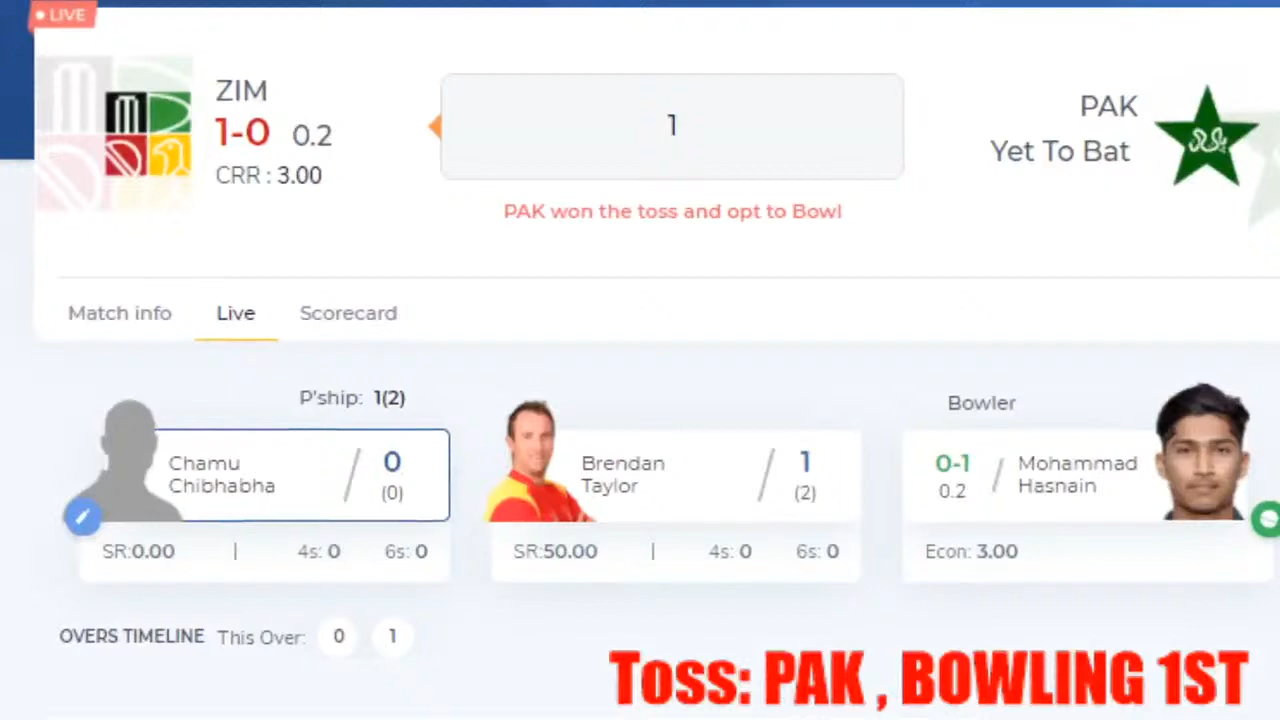 LIVE
ZIM
1-0 0.2
CRR : 3.00
1
PAK won the toss and opt to Bowl
PAK
Yet To Bat
Match info Live Scorecard
P'ship: 1(2)
Chamu
Chibhabha
0
(0)
SR:0.00 | 4s: 0 6s: 0
Brendan
Taylor
1
(2)
SR:50.00 | 4s: 0 6s: 0
Bowler
0-1
0.2
Mohammad
Hasnain
Econ: 3.00
OVERS TIMELINE This Over: 0 1
Toss: PAK , BOWLING 1ST